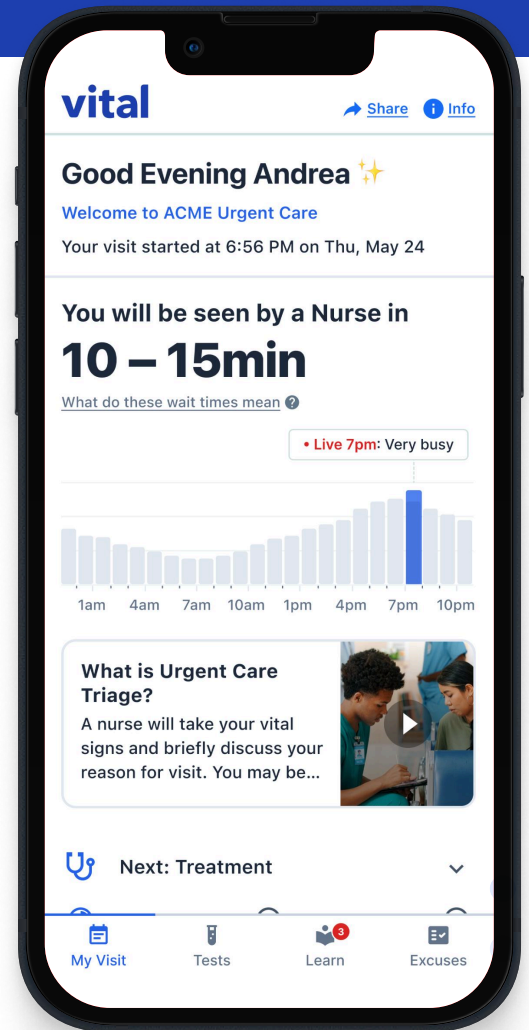 vital
Share
Info
Good Evening Andrea ✨
Welcome to ACME Urgent Care
Your visit started at 6:56 PM on Thu, May 24
You will be seen by a Nurse in
10 – 15min
What do these wait times mean ?
• Live 7pm: Very busy
1am 4am 7am 10am 1pm 4pm 7pm 10pm
What is Urgent Care
Triage?
A nurse will take your vital
signs and briefly discuss your
reason for visit. You may be...
Next: Treatment
3
My Visit Tests Learn Excuses